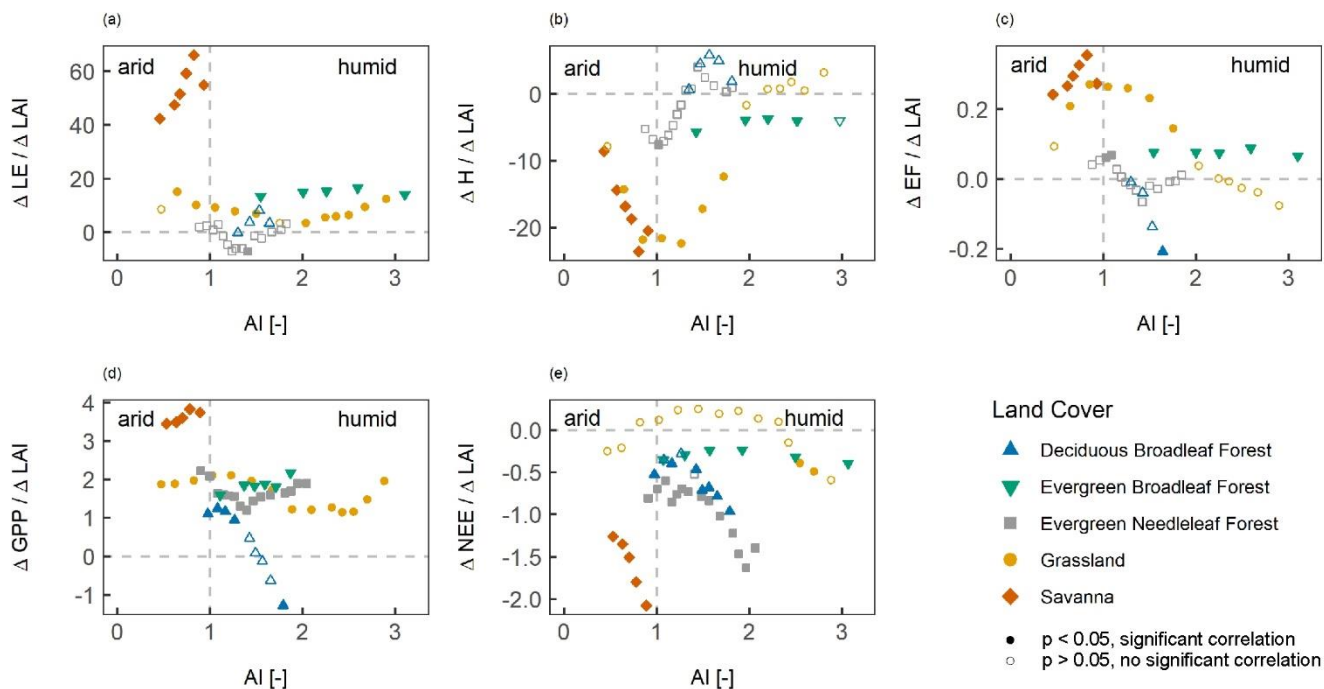 (a)
arid
humid
Δ LE / Δ LAI
60
40
20
0
0
1
2
3
AI [-]
(b)
arid
humid
Δ H / Δ LAI
0
-10
-20
0
1
2
3
AI [-]
(c)
arid
humid
Δ EF / Δ LAI
0.2
0.0
-0.2
0
1
2
3
AI [-]
(d)
arid
humid
Δ GPP / Δ LAI
4
3
2
1
0
-1
0
1
2
3
AI [-]
(e)
arid
humid
Δ NEE / Δ LAI
0.0
-0.5
-1.0
-1.5
-2.0
0
1
2
3
AI [-]
Land Cover
Deciduous Broadleaf Forest
Evergreen Broadleaf Forest
Evergreen Needleleaf Forest
Grassland
Savanna
p < 0.05, significant correlation
p > 0.05, no significant correlation